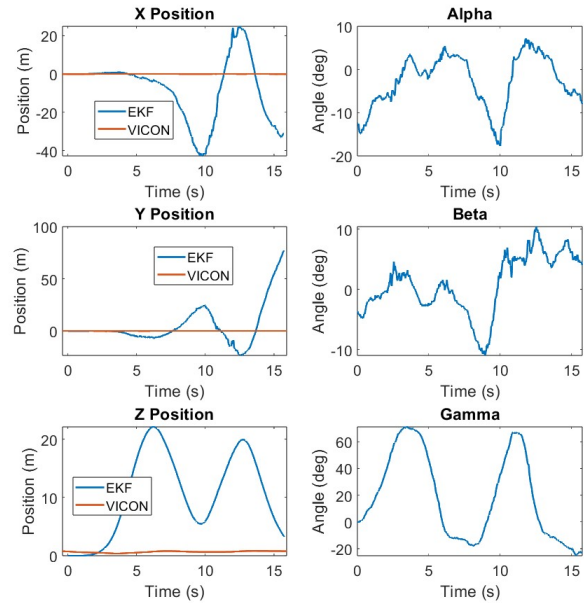 X Position
Position (m)
20
0
-20
-40
EKF
VICON
0
5
10
15
Time (s)
Alpha
Angle (deg)
10
0
-10
-20
0
5
10
15
Time (s)
Y Position
Position (m)
100
50
0
EKF
VICON
0
5
10
15
Time (s)
Beta
Angle (deg)
10
0
-10
0
5
10
15
Time (s)
Z Position
Position (m)
20
10
0
EKF
VICON
0
5
10
15
Time (s)
Gamma
Angle (deg)
60
40
20
0
-20
0
5
10
15
Time (s)